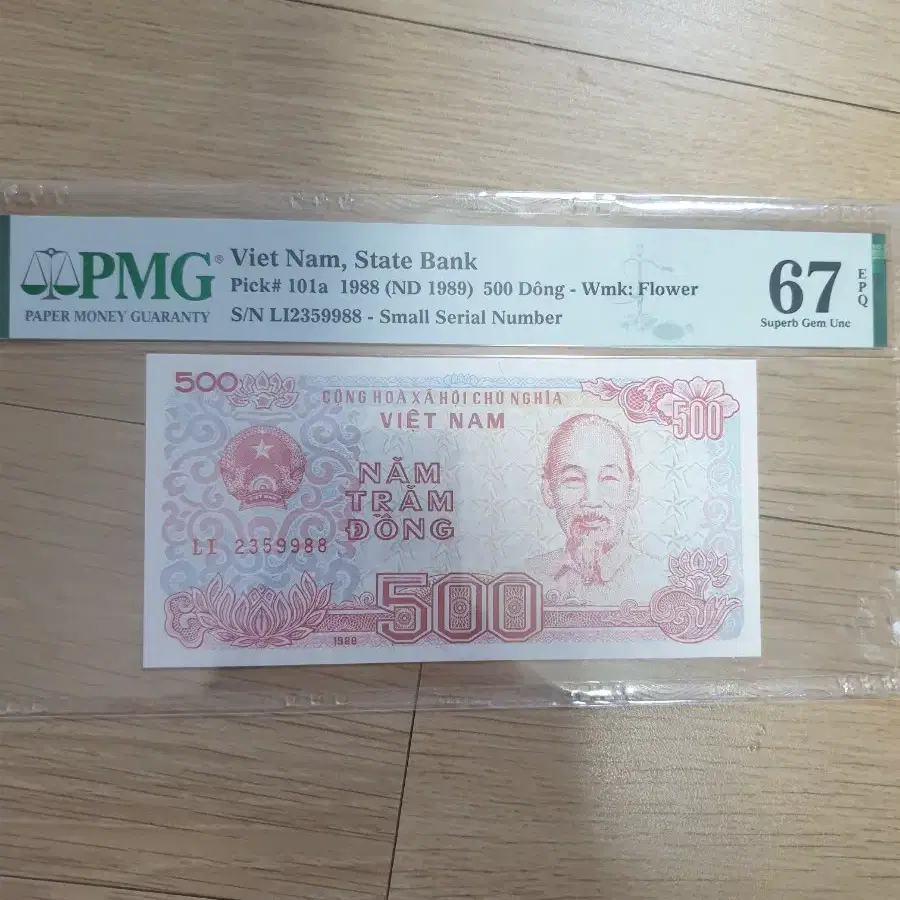 PMG®
PAPER MONEY GUARANTY
Viet Nam, State Bank
Pick# 101a 1988 (ND 1989) 500 Dông - Wmk: Flower
S/N LI2359988 - Small Serial Number
67
EPQ
Superb Gem Unc
500
CỘNG HOÀ XÃ HỘI CHỦ NGHĨA
VIỆT NAM
500
NĂM
TRĂM
ĐỒNG
LI 2359988
500
1988